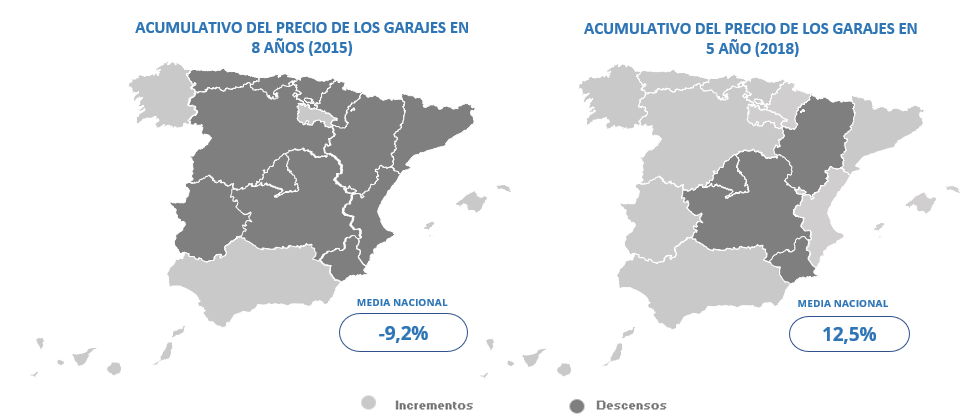 ACUMULATIVO DEL PRECIO DE LOS GARAJES EN
8 AÑOS (2015)
MEDIA NACIONAL
-9,2%
ACUMULATIVO DEL PRECIO DE LOS GARAJES EN
5 AÑO (2018)
MEDIA NACIONAL
12,5%
Incrementos
Descensos